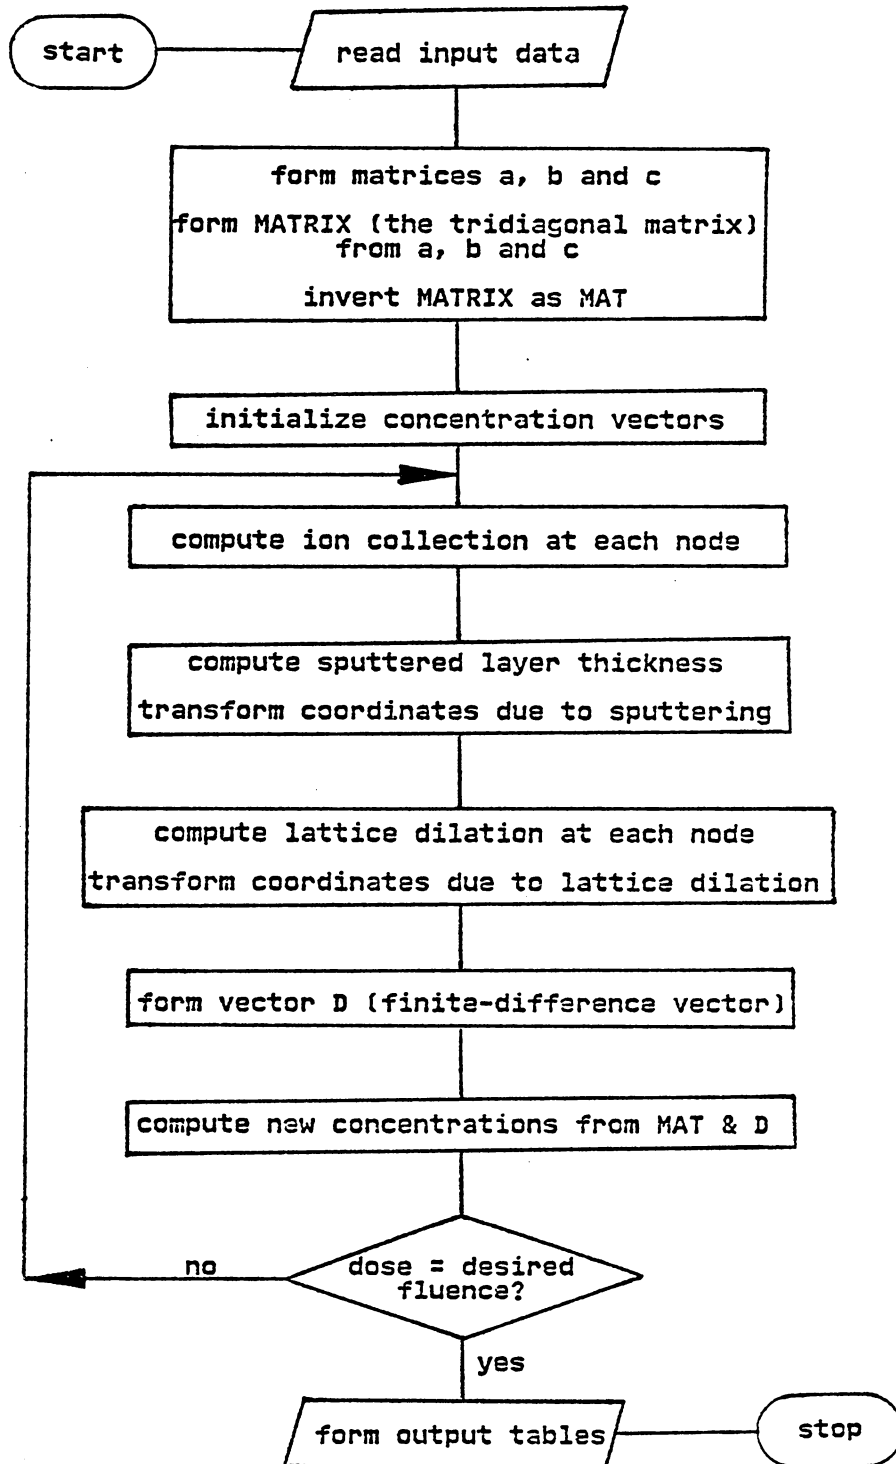 start
read input data
form matrices a, b and c
form MATRIX (the tridiagonal matrix)
from a, b and c
invert MATRIX as MAT
initialize concentration vectors
compute ion collection at each node
compute sputtered layer thickness
transform coordinates due to sputtering
compute lattice dilation at each node
transform coordinates due to lattice dilation
form vector D (finite-difference vector)
compute new concentrations from MAT & D
dose = desired
fluence?
no
yes
form output tables
stop